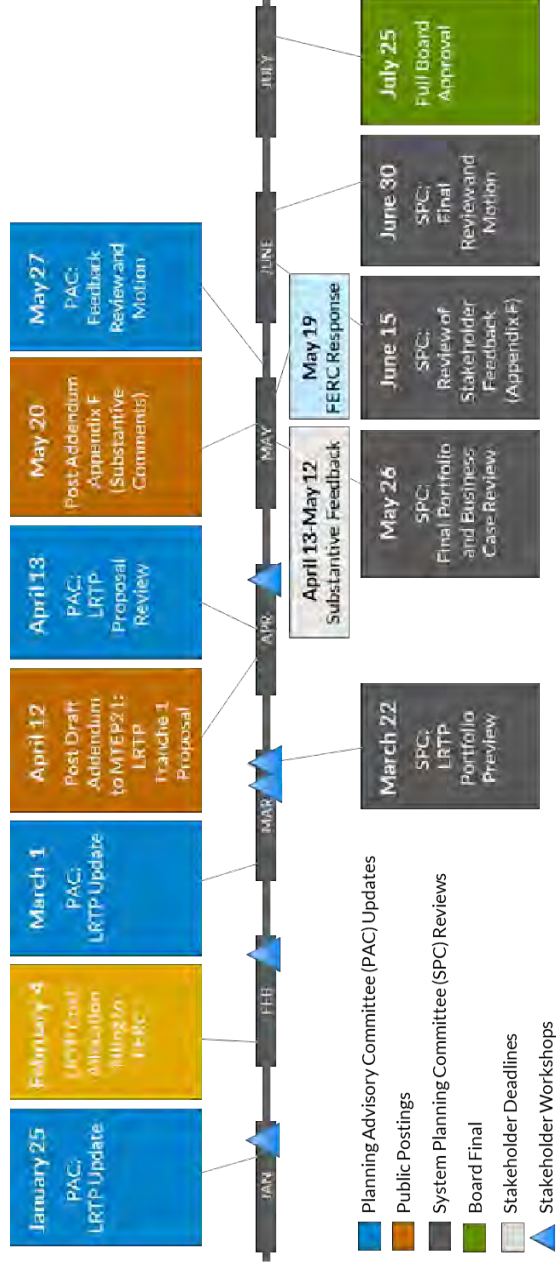 January 25
PAC:
LRTP Update
February 4
LRTP Cost
Allocation
Filing to
FERC
March 1
PAC:
LRTP Update
April 12
Post Draft
Addendum
to MTEP21:
LRTP
Tranche 1
Proposal
April 13
PAC:
LRTP
Proposal
Review
May 20
Post Addendum
Appendix F
(Substantive
Comments)
May 27
PAC:
Feedback
Review and
Motion
JAN
FEB
MAR
APR
MAY
JUNE
JULY
April 13-May 12
Substantive Feedback
May 19
FERC Response
March 22
SPC:
LRTP
Portfolio
Preview
May 26
SPC:
Final Portfolio
and Business
Case Review
June 15
SPC:
Review of
Stakeholder
Feedback
(Appendix F)
June 30
SPC:
Final
Review and
Motion
July 25
Full Board
Approval
Planning Advisory Committee (PAC) Updates
Public Postings
System Planning Committee (SPC) Reviews
Board Final
Stakeholder Deadlines
Stakeholder Workshops